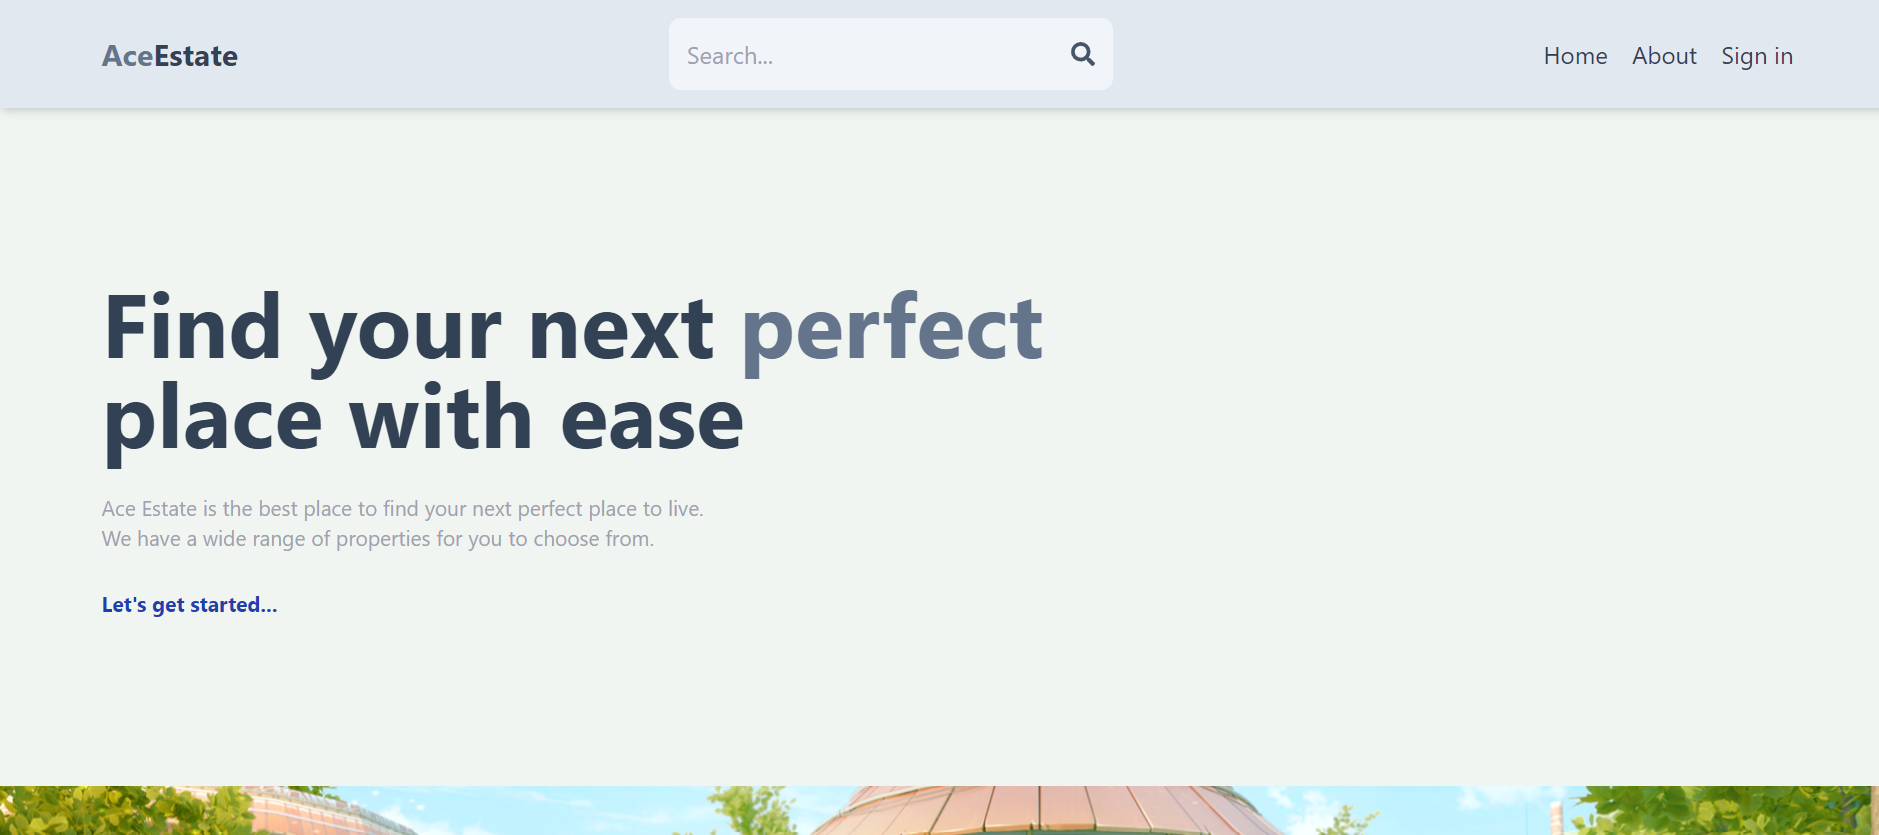 AceEstate
Search...
Home
About
Sign in
Find your next perfect
place with ease
Ace Estate is the best place to find your next perfect place to live.
We have a wide range of properties for you to choose from.
Let's get started...